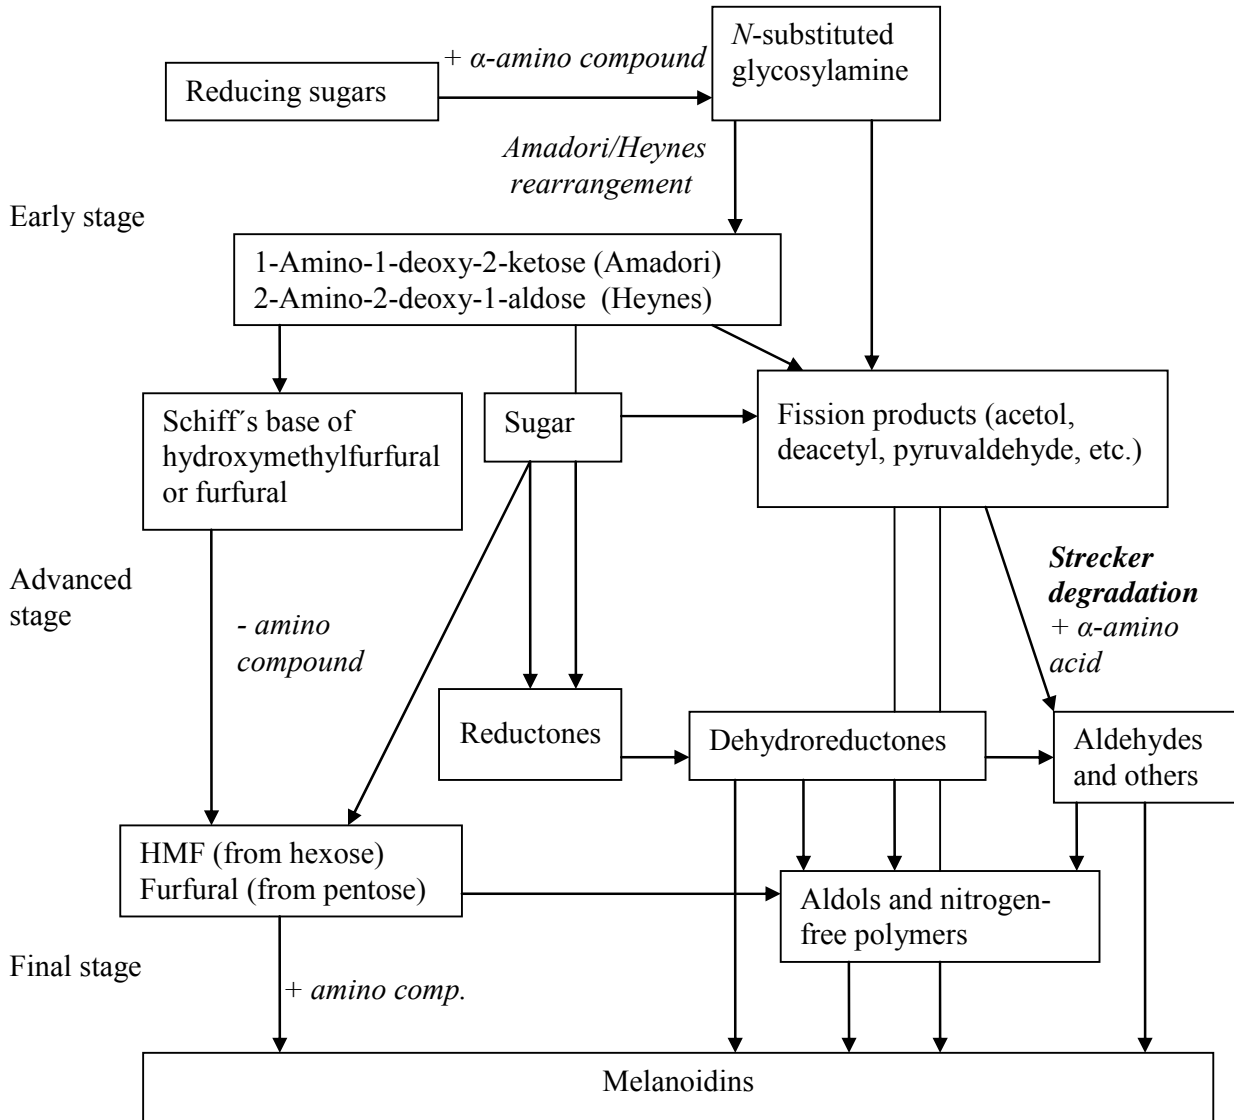 N-substituted
glycosylamine
+ α-amino compound
Reducing sugars
Amadori/Heynes
rearrangement
Early stage
1-Amino-1-deoxy-2-ketose (Amadori)
2-Amino-2-deoxy-1-aldose (Heynes)
Schiff´s base of
hydroxymethylfurfural
or furfural
Sugar
Fission products (acetol,
deacetyl, pyruvaldehyde, etc.)
Advanced
stage
- amino
compound
Strecker
degradation
+ α-amino
acid
Reductones
Dehydroreductones
Aldehydes
and others
HMF (from hexose)
Furfural (from pentose)
Aldols and nitrogen-
free polymers
Final stage
+ amino comp.
Melanoidins